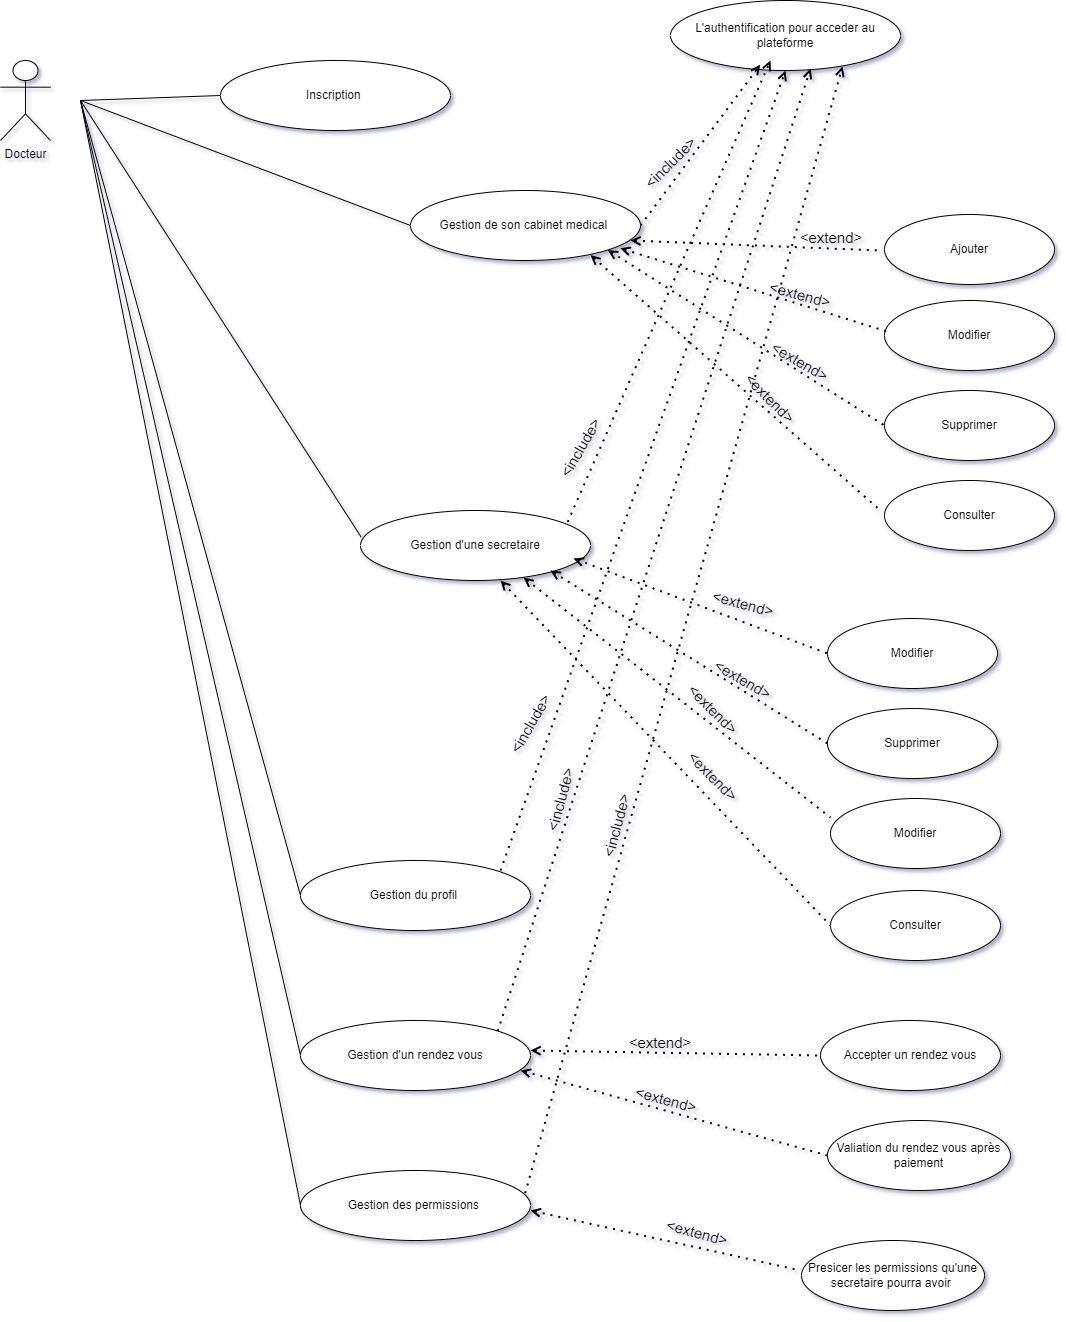 L'authentification pour acceder au
plateforme
Inscription
Docteur
<include>
Gestion de son cabinet medical
<extend>
Ajouter
<extend>
Modifier
<extend>
Supprimer
<extend>
Consulter
<include>
Gestion d'une secretaire
<extend>
Modifier
<extend>
Supprimer
<extend>
Modifier
<extend>
Consulter
<include>
<include>
<include>
Gestion du profil
Gestion d'un rendez vous
<extend>
Accepter un rendez vous
<extend>
Valiation du rendez vous après
paiement
Gestion des permissions
<extend>
Presicer les permissions qu'une
secretaire pourra avoir